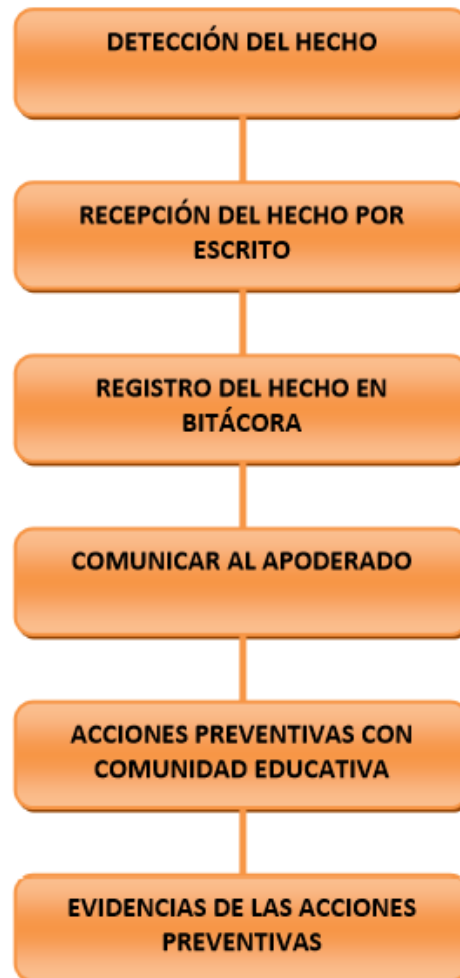 DETECCIÓN DEL HECHO
RECEPCIÓN DEL HECHO POR
ESCRITO
REGISTRO DEL HECHO EN
BITÁCORA
COMUNICAR AL APODERADO
ACCIONES PREVENTIVAS CON
COMUNIDAD EDUCATIVA
EVIDENCIAS DE LAS ACCIONES
PREVENTIVAS